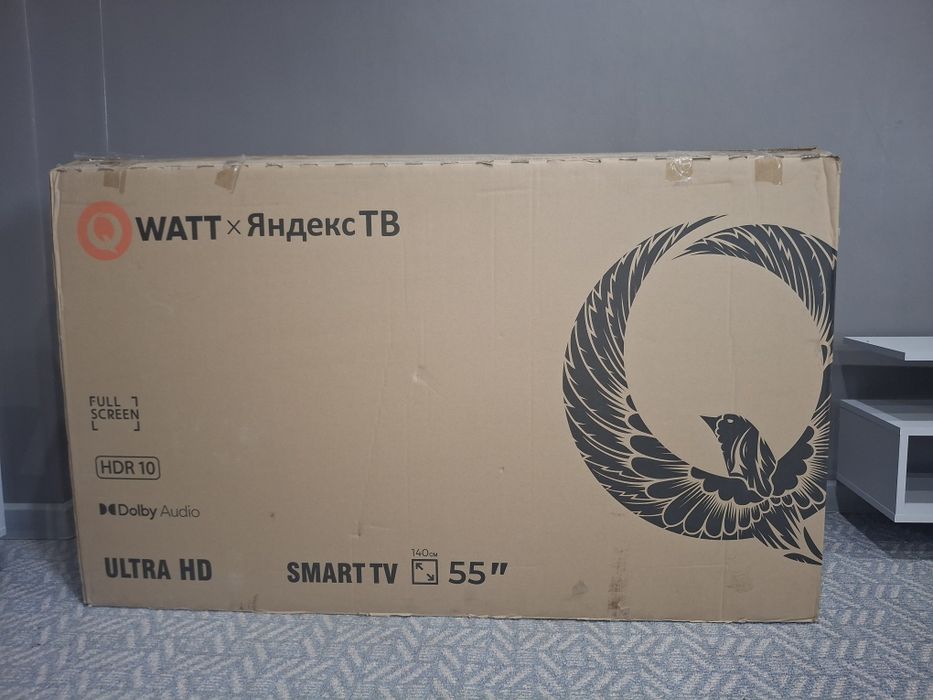 Q WATT × Яндекс ТВ
FULL
SCREEN
HDR 10
Dolby Audio
ULTRA HD
SMART TV
140см
55"